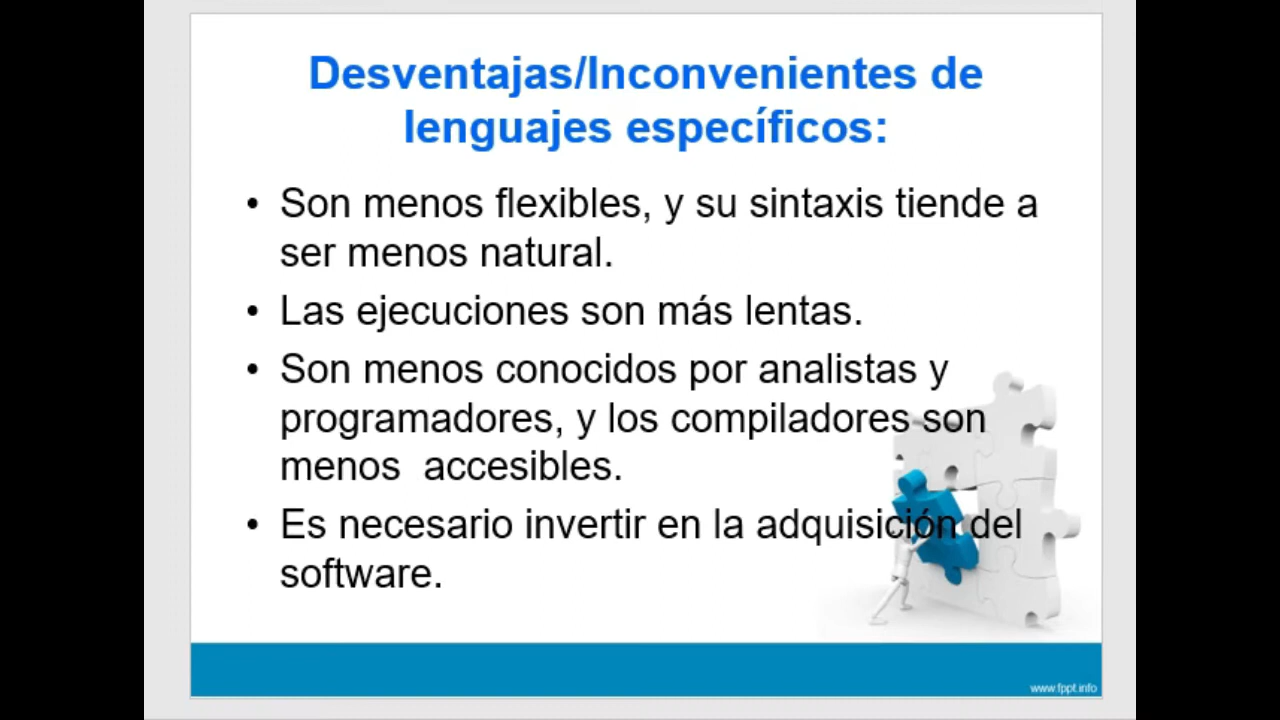 Desventajas/Inconvenientes de
lenguajes específicos:
• Son menos flexibles, y su sintaxis tiende a
ser menos natural.
• Las ejecuciones son más lentas.
• Son menos conocidos por analistas y
programadores, y los compiladores son
menos  accesibles.
• Es necesario invertir en la adquisición del
software.
www.fppt.info